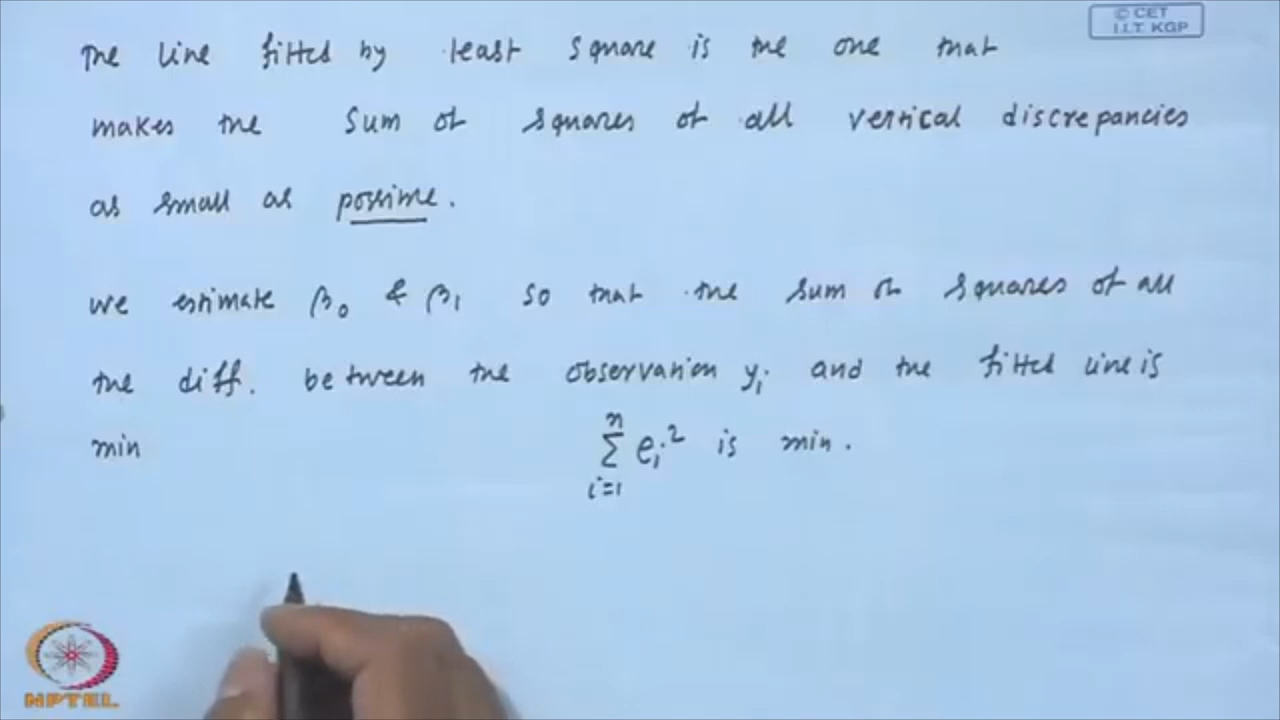 © CET
I.I.T. KGP
The line fitted by least square is the one that
makes the sum of squares of all vertical discrepancies
as small as possible.
we estimate β₀ & β₁ so that the sum of squares of all
the diff. between the observation yᵢ and the fitted line is
min ∑ᵢ₌₁ⁿ eᵢ² is min.
NPTEL